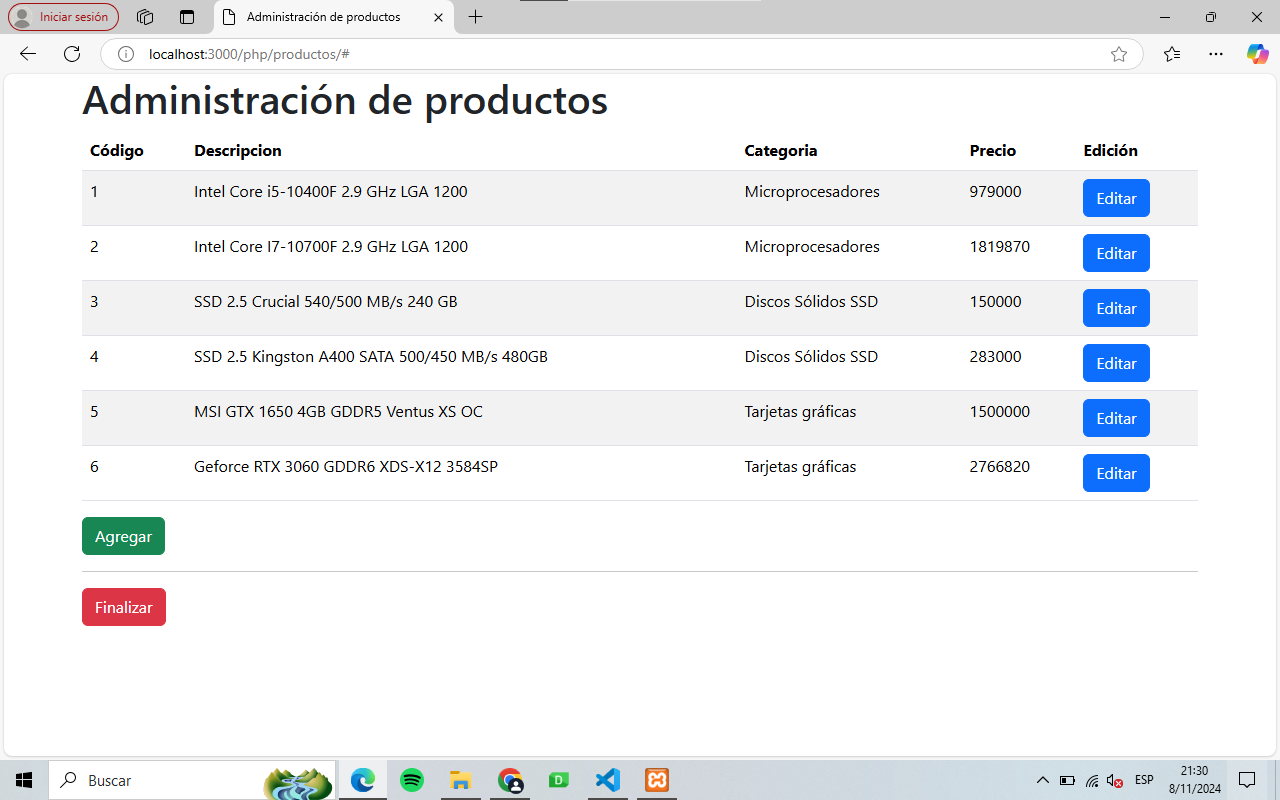 Iniciar sesión
Administración de productos
localhost:3000/php/productos/#
Administración de productos
Código Descripcion Categoria Precio Edición
1 Intel Core i5-10400F 2.9 GHz LGA 1200 Microprocesadores 979000 Editar
2 Intel Core I7-10700F 2.9 GHz LGA 1200 Microprocesadores 1819870 Editar
3 SSD 2.5 Crucial 540/500 MB/s 240 GB Discos Sólidos SSD 150000 Editar
4 SSD 2.5 Kingston A400 SATA 500/450 MB/s 480GB Discos Sólidos SSD 283000 Editar
5 MSI GTX 1650 4GB GDDR5 Ventus XS OC Tarjetas gráficas 1500000 Editar
6 Geforce RTX 3060 GDDR6 XDS-X12 3584SP Tarjetas gráficas 2766820 Editar
Agregar
Finalizar
Buscar
D
ESP
21:30
8/11/2024